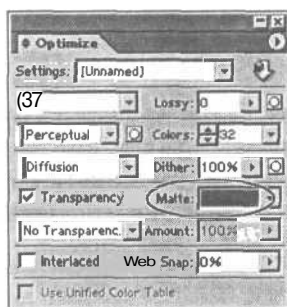 Optimize
Settings: [Unnamed]
(37 Lossy: 0
Perceptual Colors: 32
Diffusion Dither: 100%
Transparency Matte:
No Transparenc... Amount: 100%
Interlaced Web Snap: 0%
Use Unified Color Table